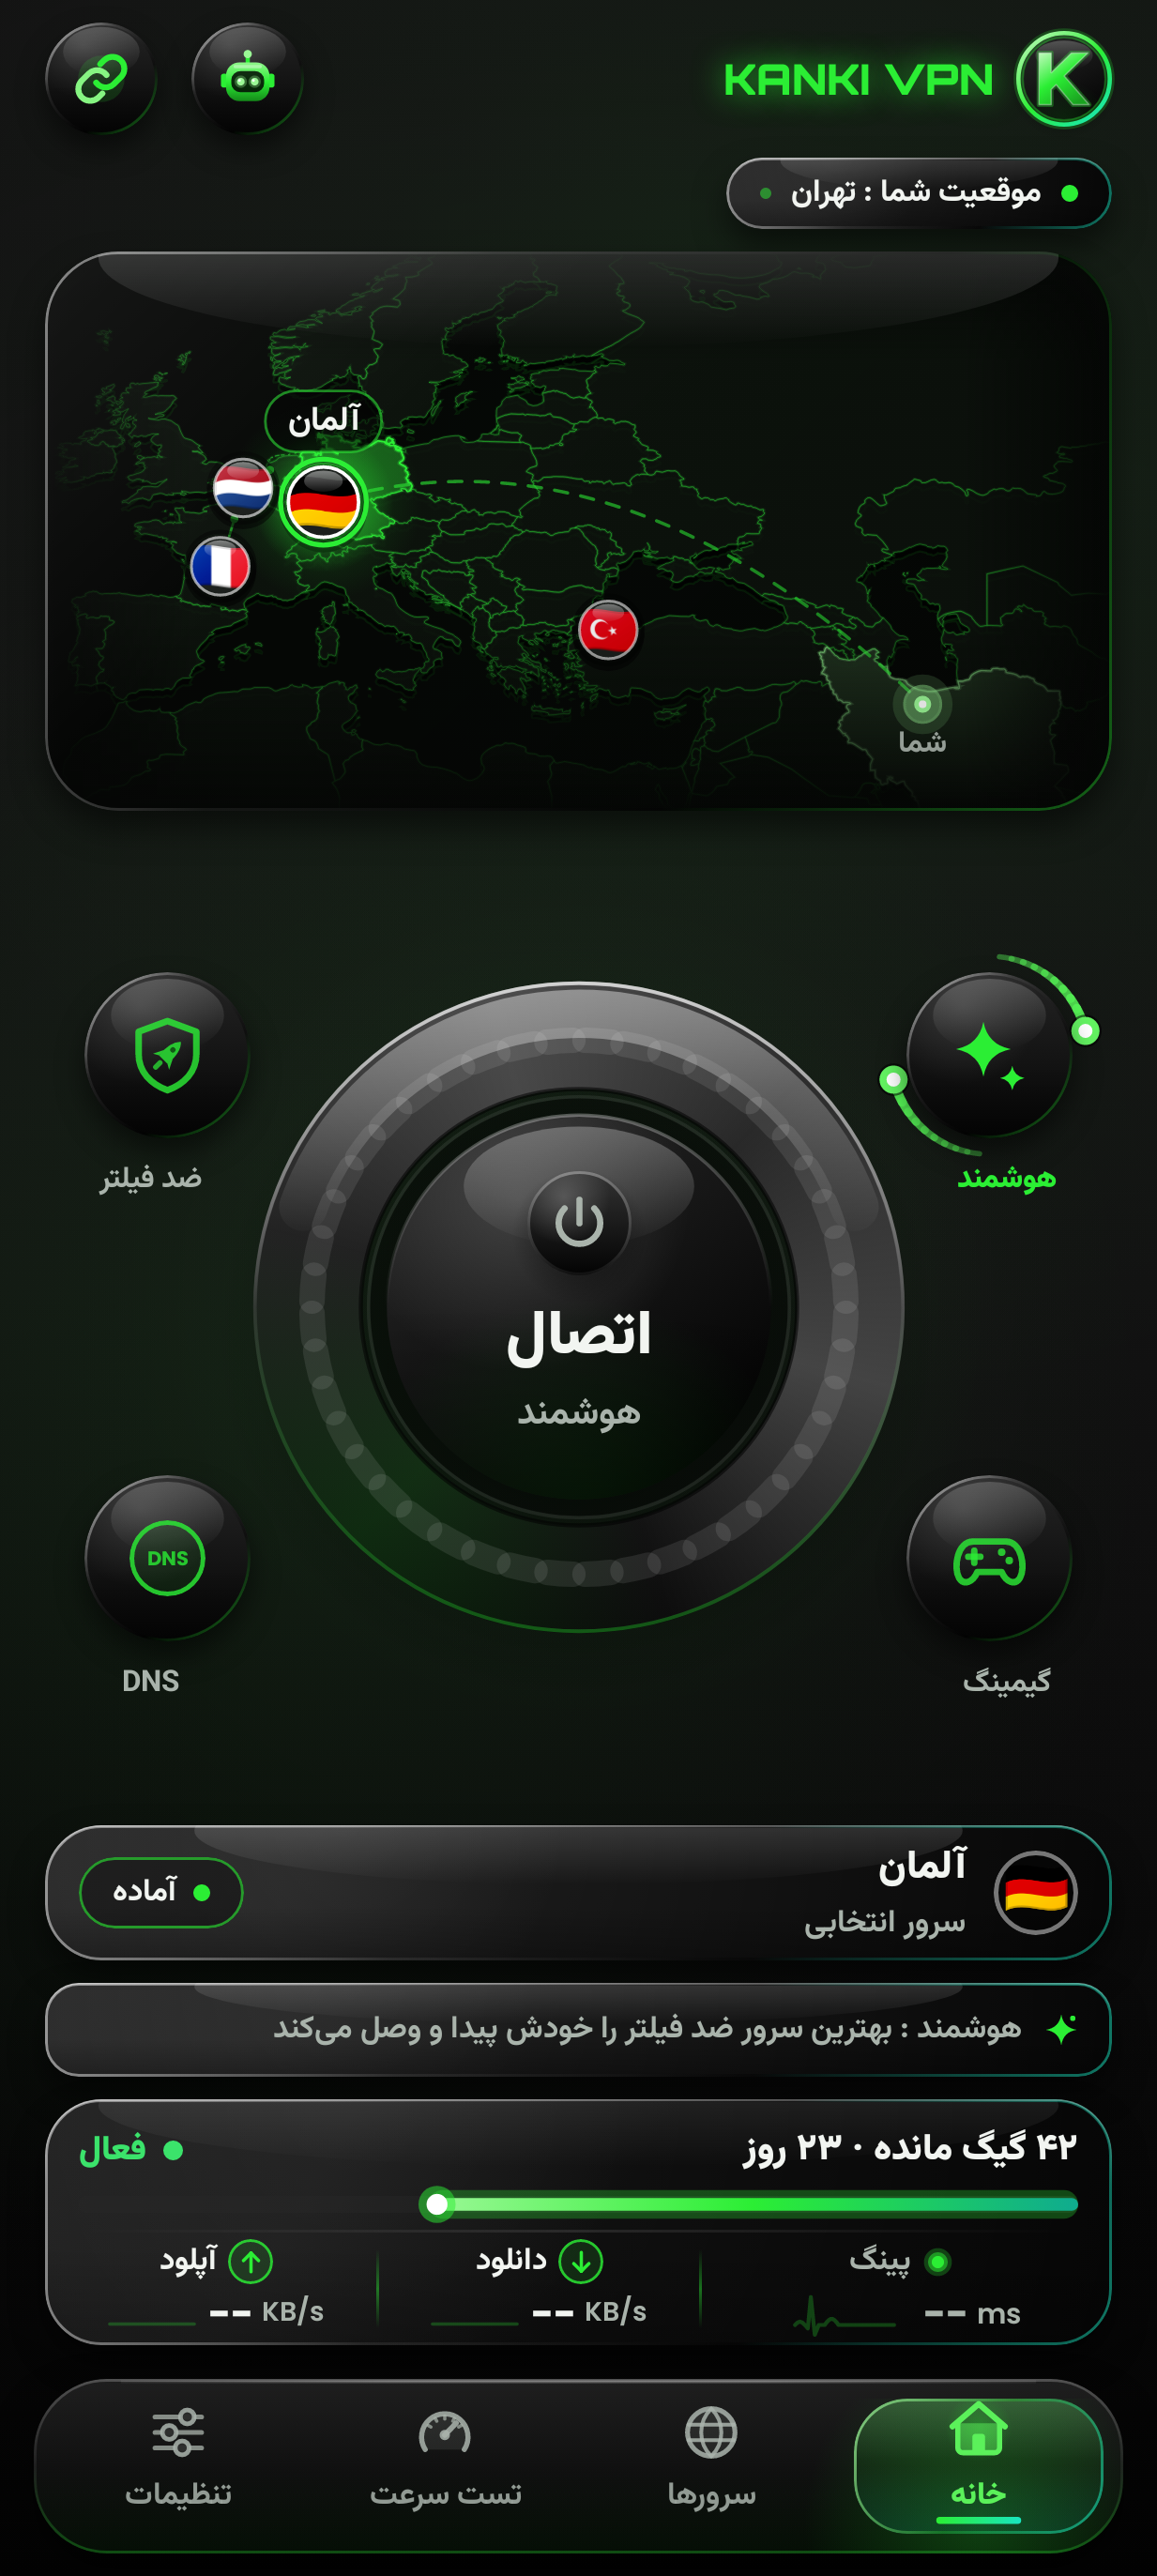 KANKI VPN
K
موقعیت شما : تهران
آلمان
شما
هوشمند
ضد فیلتر
اتصال
هوشمند
گیمینگ
DNS
DNS
آلمان
سرور انتخابی
آماده
هوشمند : بهترین سرور ضد فیلتر را خودش پیدا و وصل می‌کند
۴۲ گیگ مانده · ۲۳ روز
فعال
پینگ
دانلود
آپلود
-- ms
-- KB/s
-- KB/s
خانه
سرورها
تست سرعت
تنظیمات